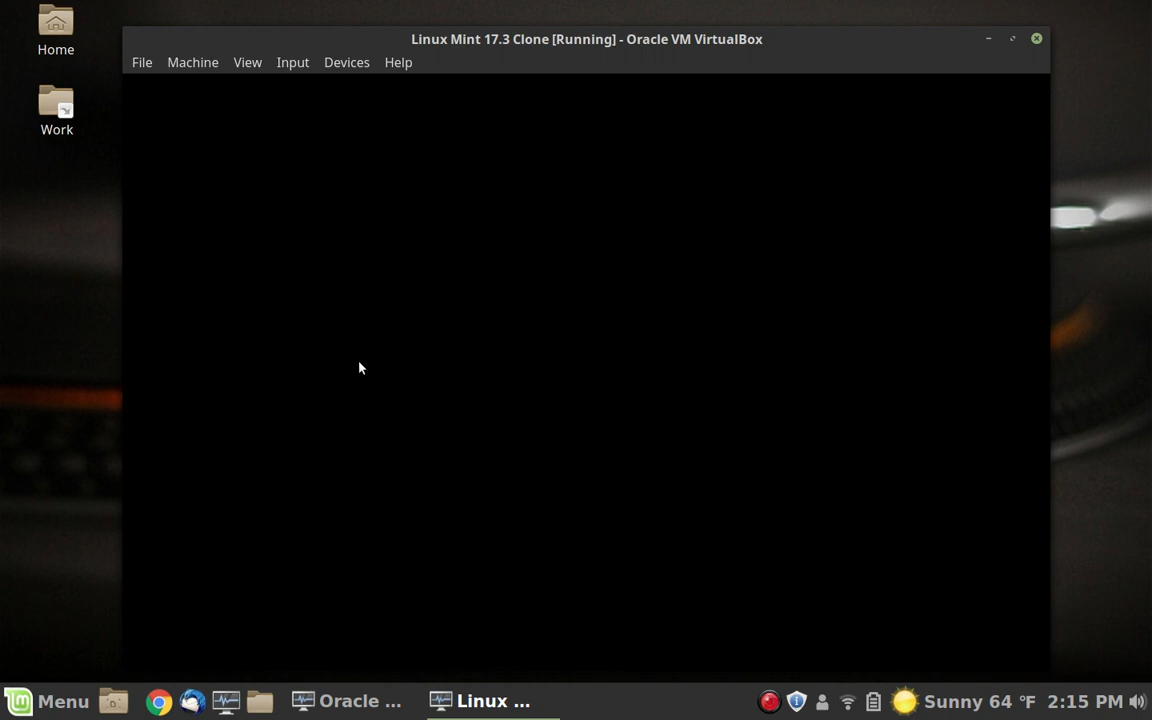 Home
Work
Linux Mint 17.3 Clone [Running] - Oracle VM VirtualBox
File Machine View Input Devices Help
Menu Oracle ... Linux ... Sunny 64 °F 2:15 PM